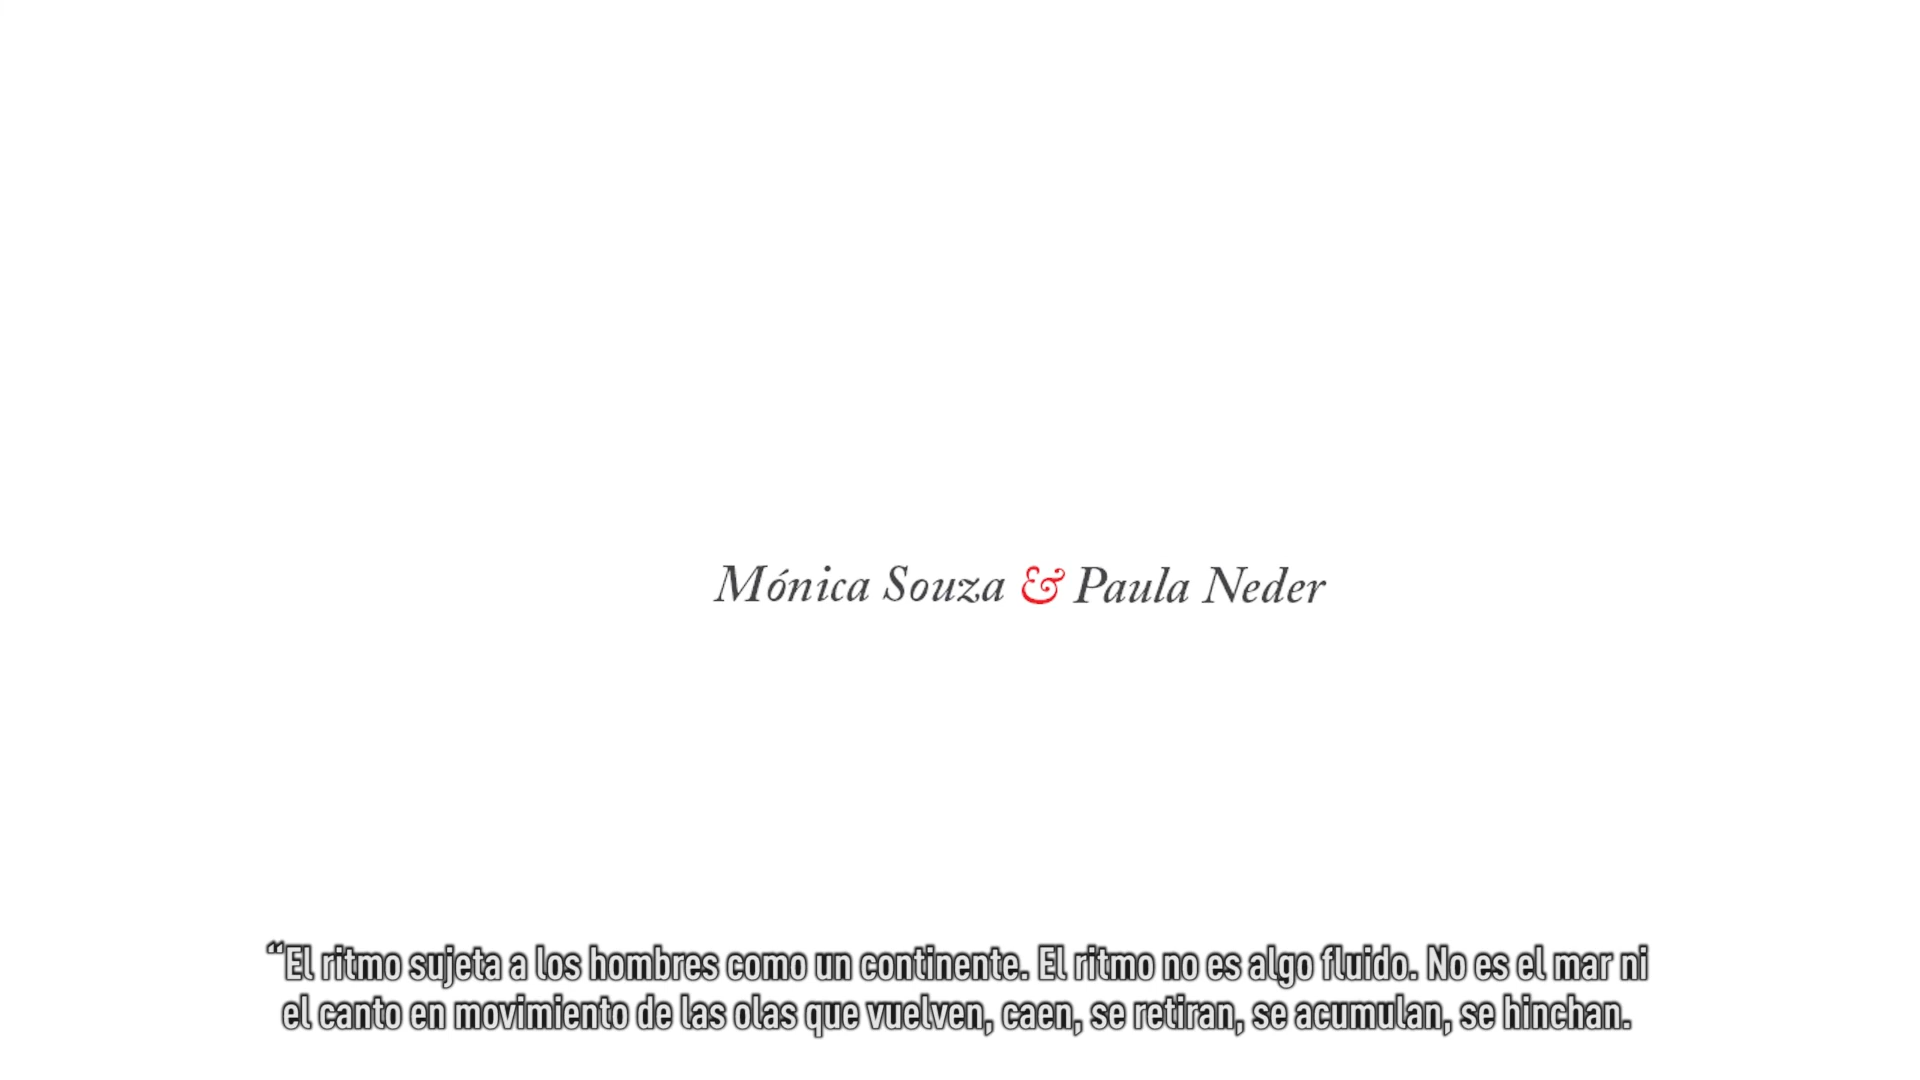 Mónica Souza & Paula Neder
“El ritmo sujeta a los hombres como un continente. El ritmo no es algo fluido. No es el mar ni
el canto en movimiento de las olas que vuelven, caen, se retiran, se acumulan, se hinchan.